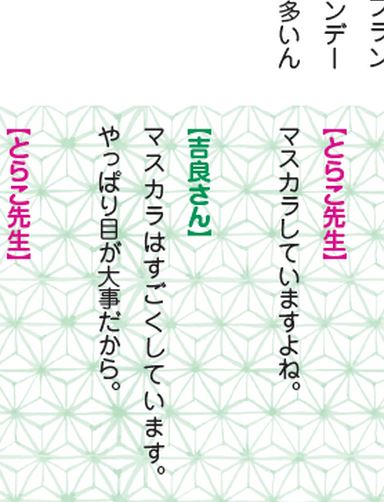 フラン
ンデー
多いん
【とらこ先生】
マスカラしていますよね。
【吉良さん】
マスカラはすごくしています。
やっぱり目が大事だから。
【とらこ先生】